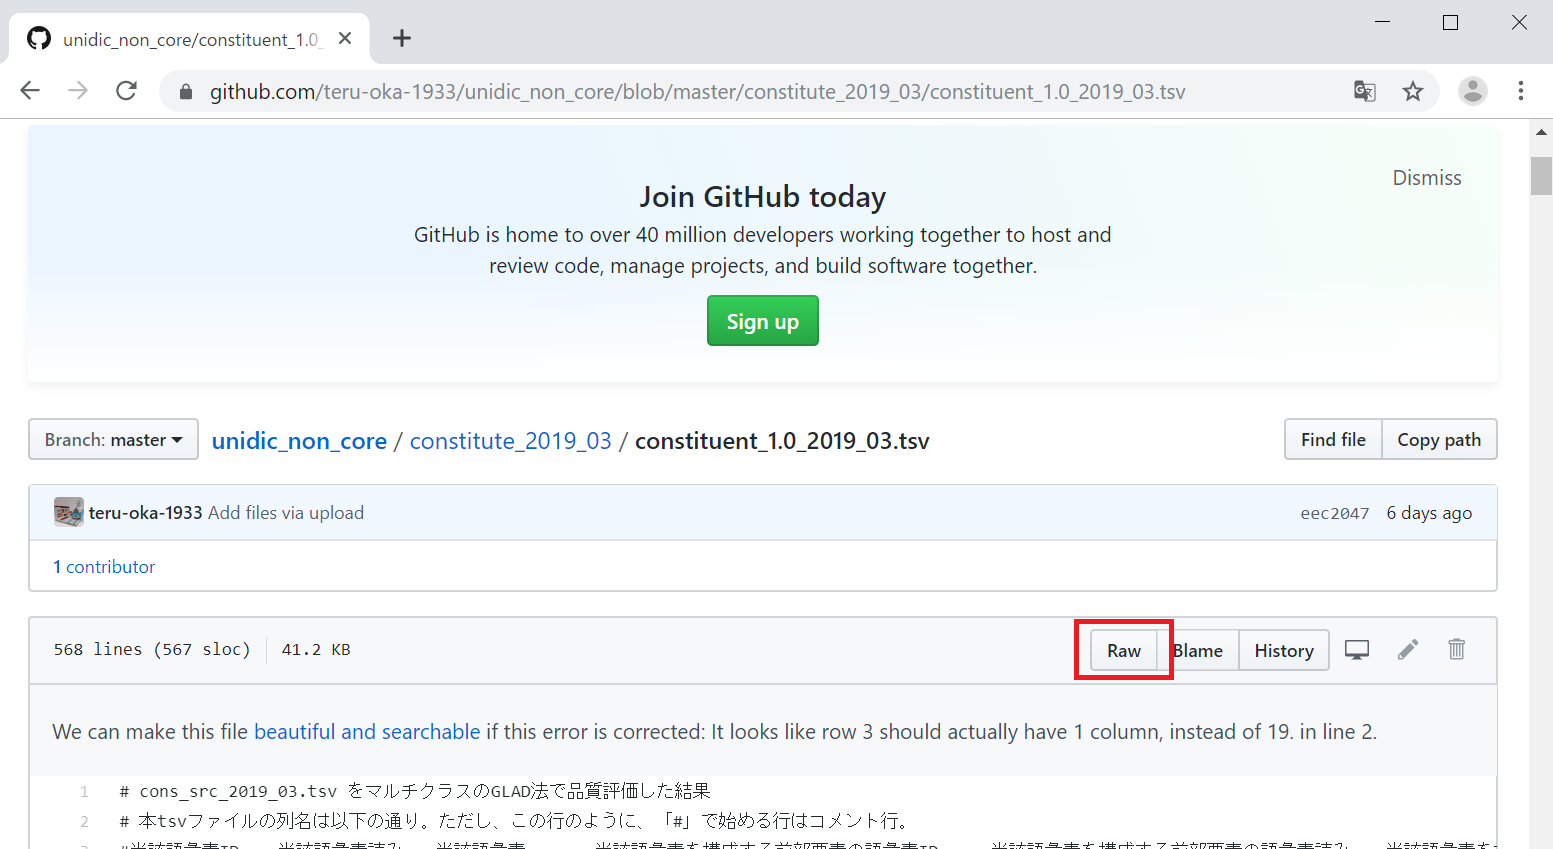 unidic_non_core/constituent_1.0_
github.com/teru-oka-1933/unidic_non_core/blob/master/constitute_2019_03/constituent_1.0_2019_03.tsv
Dismiss
Join GitHub today
GitHub is home to over 40 million developers working together to host and
review code, manage projects, and build software together.
Sign up
Branch: master unidic_non_core / constitute_2019_03 / constituent_1.0_2019_03.tsv Find file Copy path
teru-oka-1933 Add files via upload eec2047 6 days ago
1 contributor
568 lines (567 sloc) 41.2 KB Raw Blame History
We can make this file beautiful and searchable if this error is corrected: It looks like row 3 should actually have 1 column, instead of 19. in line 2.
1 # cons_src_2019_03.tsv をマルチクラスのGLAD法で品質評価した結果
2 # 本tsvファイルの列名は以下の通り。ただし、この行のように、「#」で始める行はコメント行。